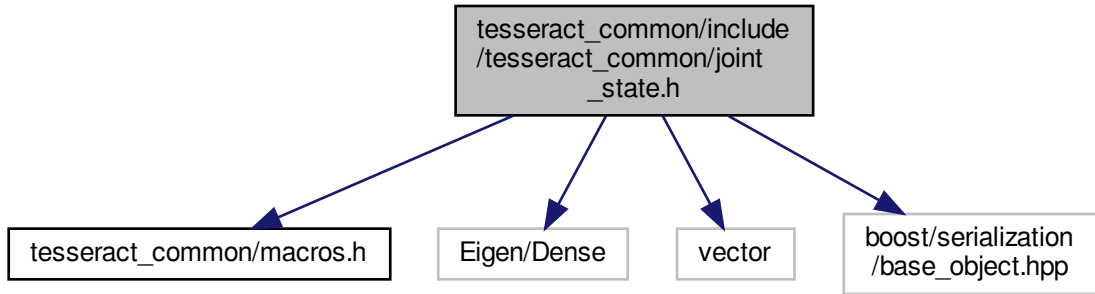 tesseract_common/include
/tesseract_common/joint
_state.h
tesseract_common/macros.h
Eigen/Dense
vector
boost/serialization
/base_object.hpp